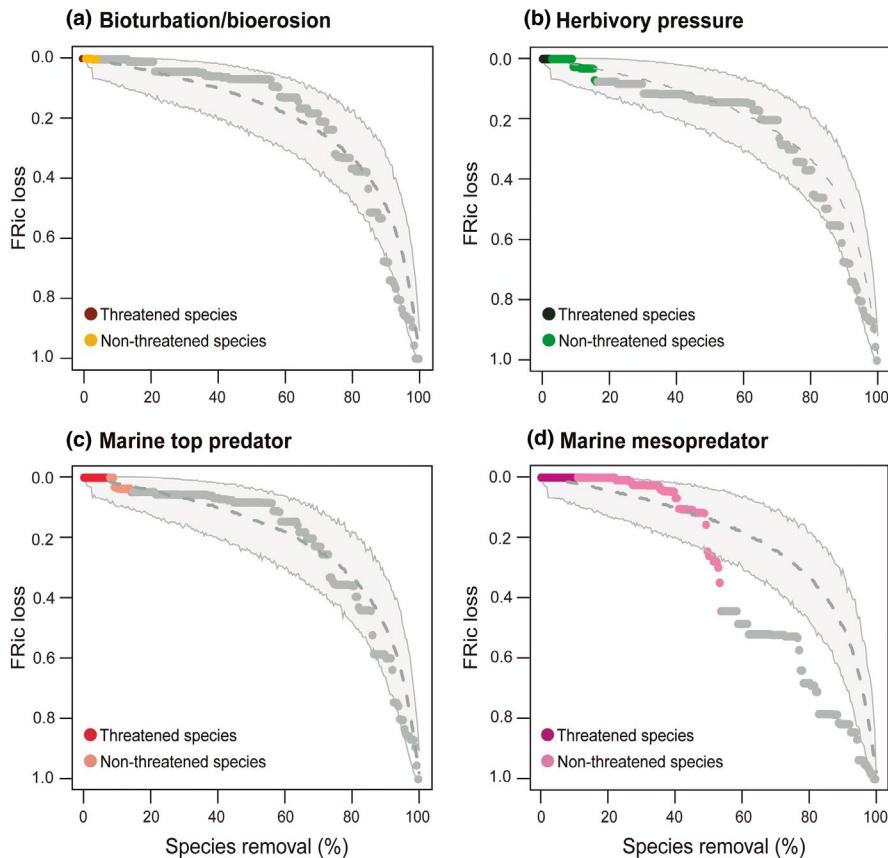 (a) Bioturbation/bioerosion
0.0
0.2
0.4
0.6
0.8
1.0
FRic loss
Threatened species
Non-threatened species
0 20 40 60 80 100
(b) Herbivory pressure
0.0
0.2
0.4
0.6
0.8
1.0
FRic loss
Threatened species
Non-threatened species
0 20 40 60 80 100
(c) Marine top predator
0.0
0.2
0.4
0.6
0.8
1.0
FRic loss
Threatened species
Non-threatened species
0 20 40 60 80 100
Species removal (%)
(d) Marine mesopredator
0.0
0.2
0.4
0.6
0.8
1.0
FRic loss
Threatened species
Non-threatened species
0 20 40 60 80 100
Species removal (%)